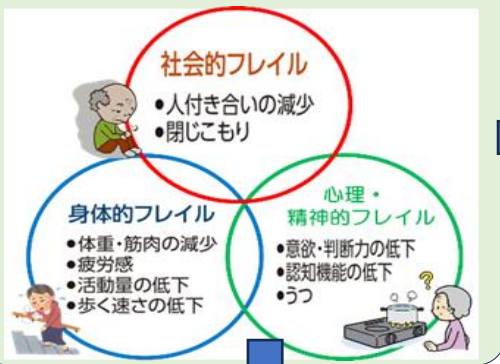 社会的フレイル
●人付き合いの減少
●閉じこもり
身体的フレイル
●体重・筋肉の減少
●疲労感
●活動量の低下
●歩く速さの低下
心理・
精神的フレイル
●意欲・判断力の低下
●認知機能の低下
●うつ
?